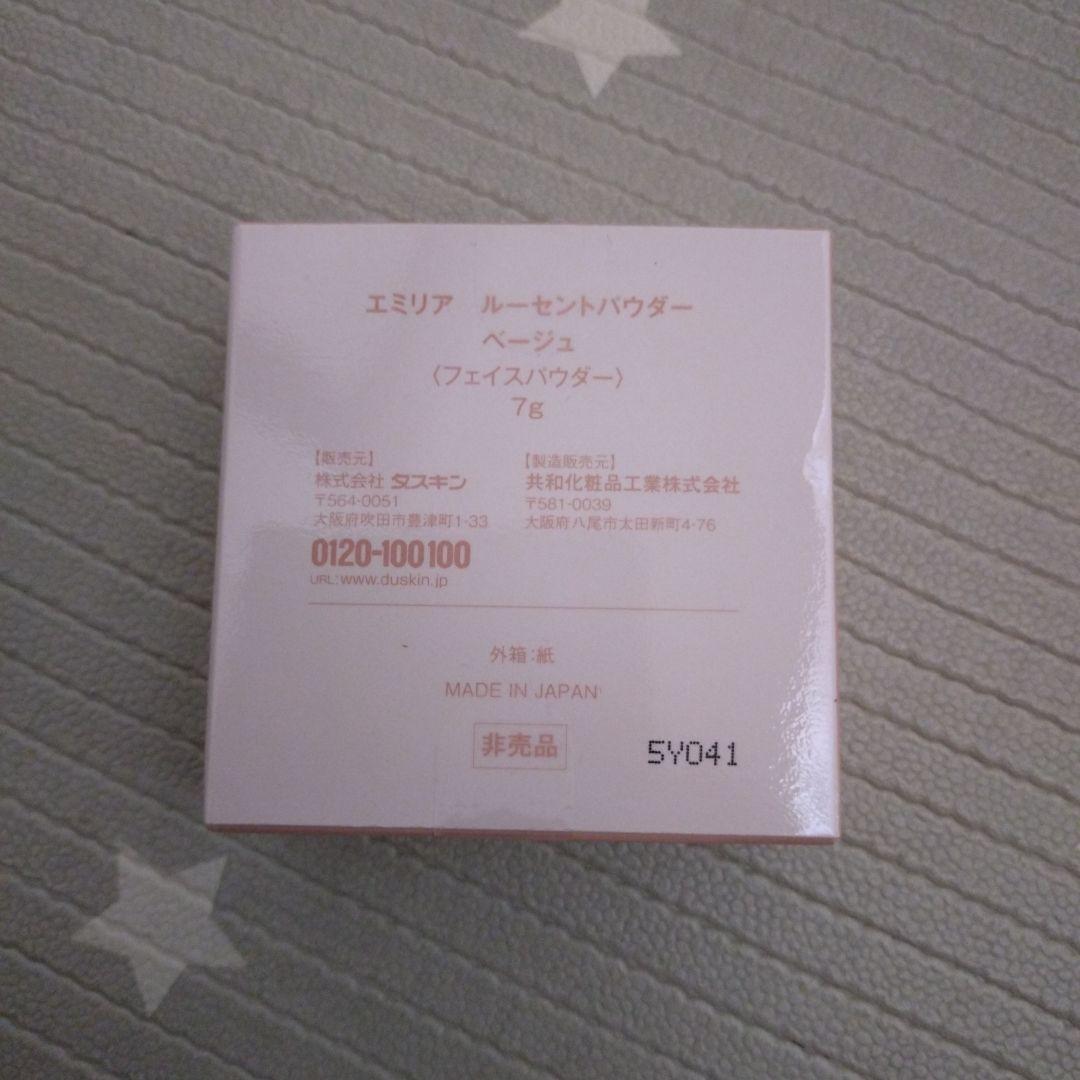 エミリア　ルーセントパウダー
ベージュ
〈フェイスパウダー〉
7g
【販売元】
株式会社 ダスキン
〒564-0051
大阪府吹田市豊津町1-33
0120-100100
URL:www.duskin.jp
【製造販売元】
共和化粧品工業株式会社
〒581-0039
大阪府八尾市太田新町4-76
外箱:紙
MADE IN JAPAN
非売品
5Y041